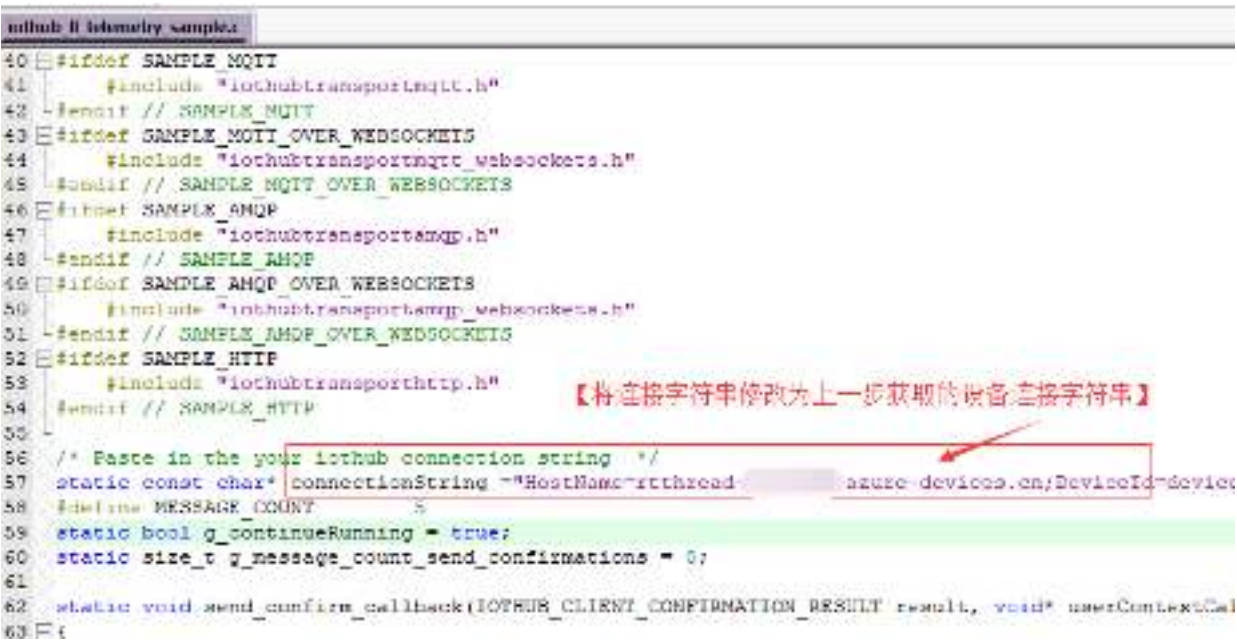 iothub_ll_telemetry_sample.c
40 #ifdef SAMPLE_MQTT
41 #include "iothubtransportmqtt.h"
42 #endif // SAMPLE_MQTT
43 #ifdef SAMPLE_MQTT_OVER_WEBSOCKETS
44 #include "iothubtransportmqtt_websockets.h"
45 #endif // SAMPLE_MQTT_OVER_WEBSOCKETS
46 #ifdef SAMPLE_AMQP
47 #include "iothubtransportamqp.h"
48 #endif // SAMPLE_AMQP
49 #ifdef SAMPLE_AMQP_OVER_WEBSOCKETS
50 #include "iothubtransportamqp_websockets.h"
51 #endif // SAMPLE_AMQP_OVER_WEBSOCKETS
52 #ifdef SAMPLE_HTTP
53 #include "iothubtransporthttp.h"
【将连接字符串修改为上一步获取的设备连接字符串】
54 #endif // SAMPLE_HTTP
55
56 /* Paste in the your iothub connection string */
57 static const char* connectionString ="HostName=rtthread- azure-devices.cn;DeviceId=device
58 #define MESSAGE_COUNT 5
59 static bool g_continueRunning = true;
60 static size_t g_message_count_send_confirmations = 0;
61
62 static void send_confirm_callback(IOTHUB_CLIENT_CONFIRMATION_RESULT result, void* userContextCal
63 {